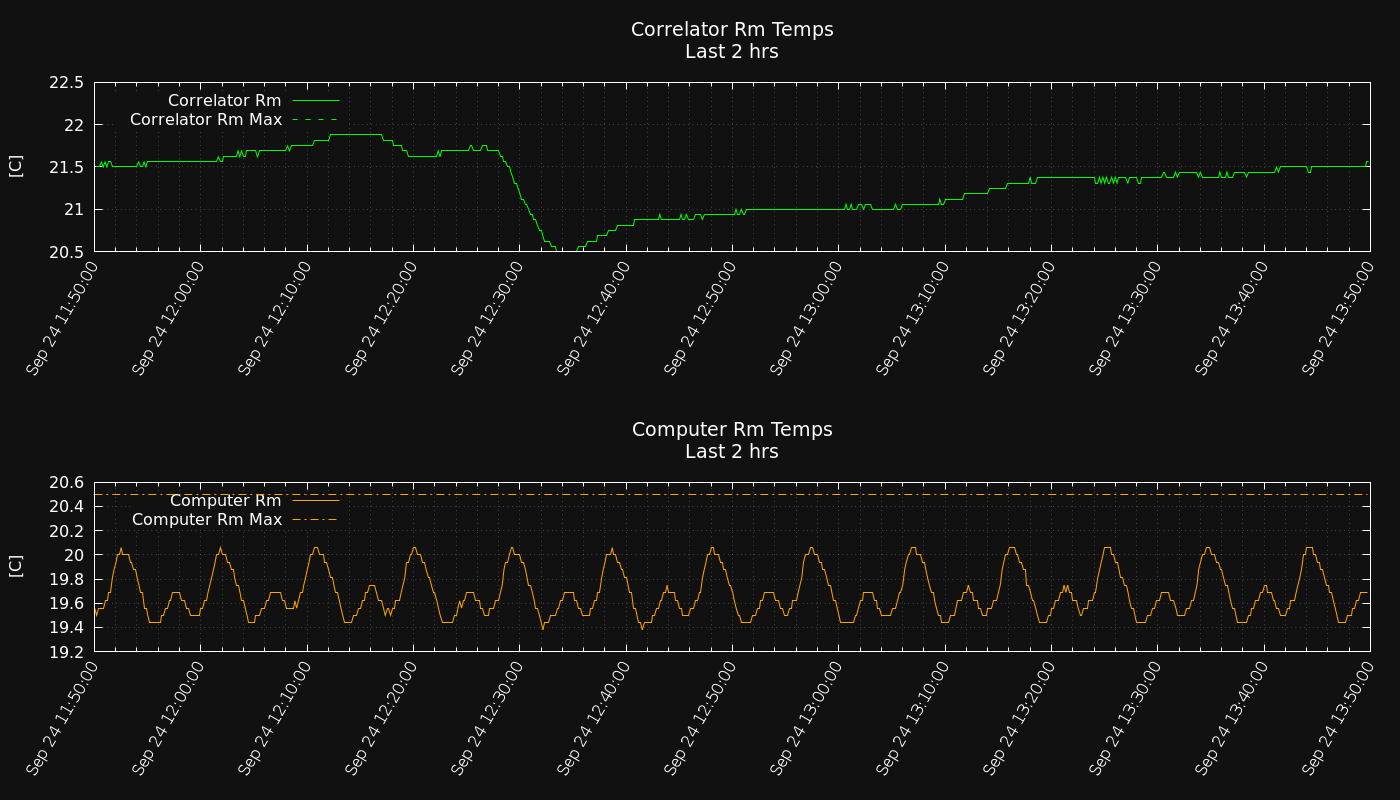 Correlator Rm Temps
Last 2 hrs
22.5
22
21.5
21
20.5
[C]
Correlator Rm
Correlator Rm Max
Sep 24 11:50:00
Sep 24 12:00:00
Sep 24 12:10:00
Sep 24 12:20:00
Sep 24 12:30:00
Sep 24 12:40:00
Sep 24 12:50:00
Sep 24 13:00:00
Sep 24 13:10:00
Sep 24 13:20:00
Sep 24 13:30:00
Sep 24 13:40:00
Sep 24 13:50:00
Computer Rm Temps
Last 2 hrs
20.6
20.4
20.2
20
19.8
19.6
19.4
19.2
[C]
Computer Rm
Computer Rm Max
Sep 24 11:50:00
Sep 24 12:00:00
Sep 24 12:10:00
Sep 24 12:20:00
Sep 24 12:30:00
Sep 24 12:40:00
Sep 24 12:50:00
Sep 24 13:00:00
Sep 24 13:10:00
Sep 24 13:20:00
Sep 24 13:30:00
Sep 24 13:40:00
Sep 24 13:50:00